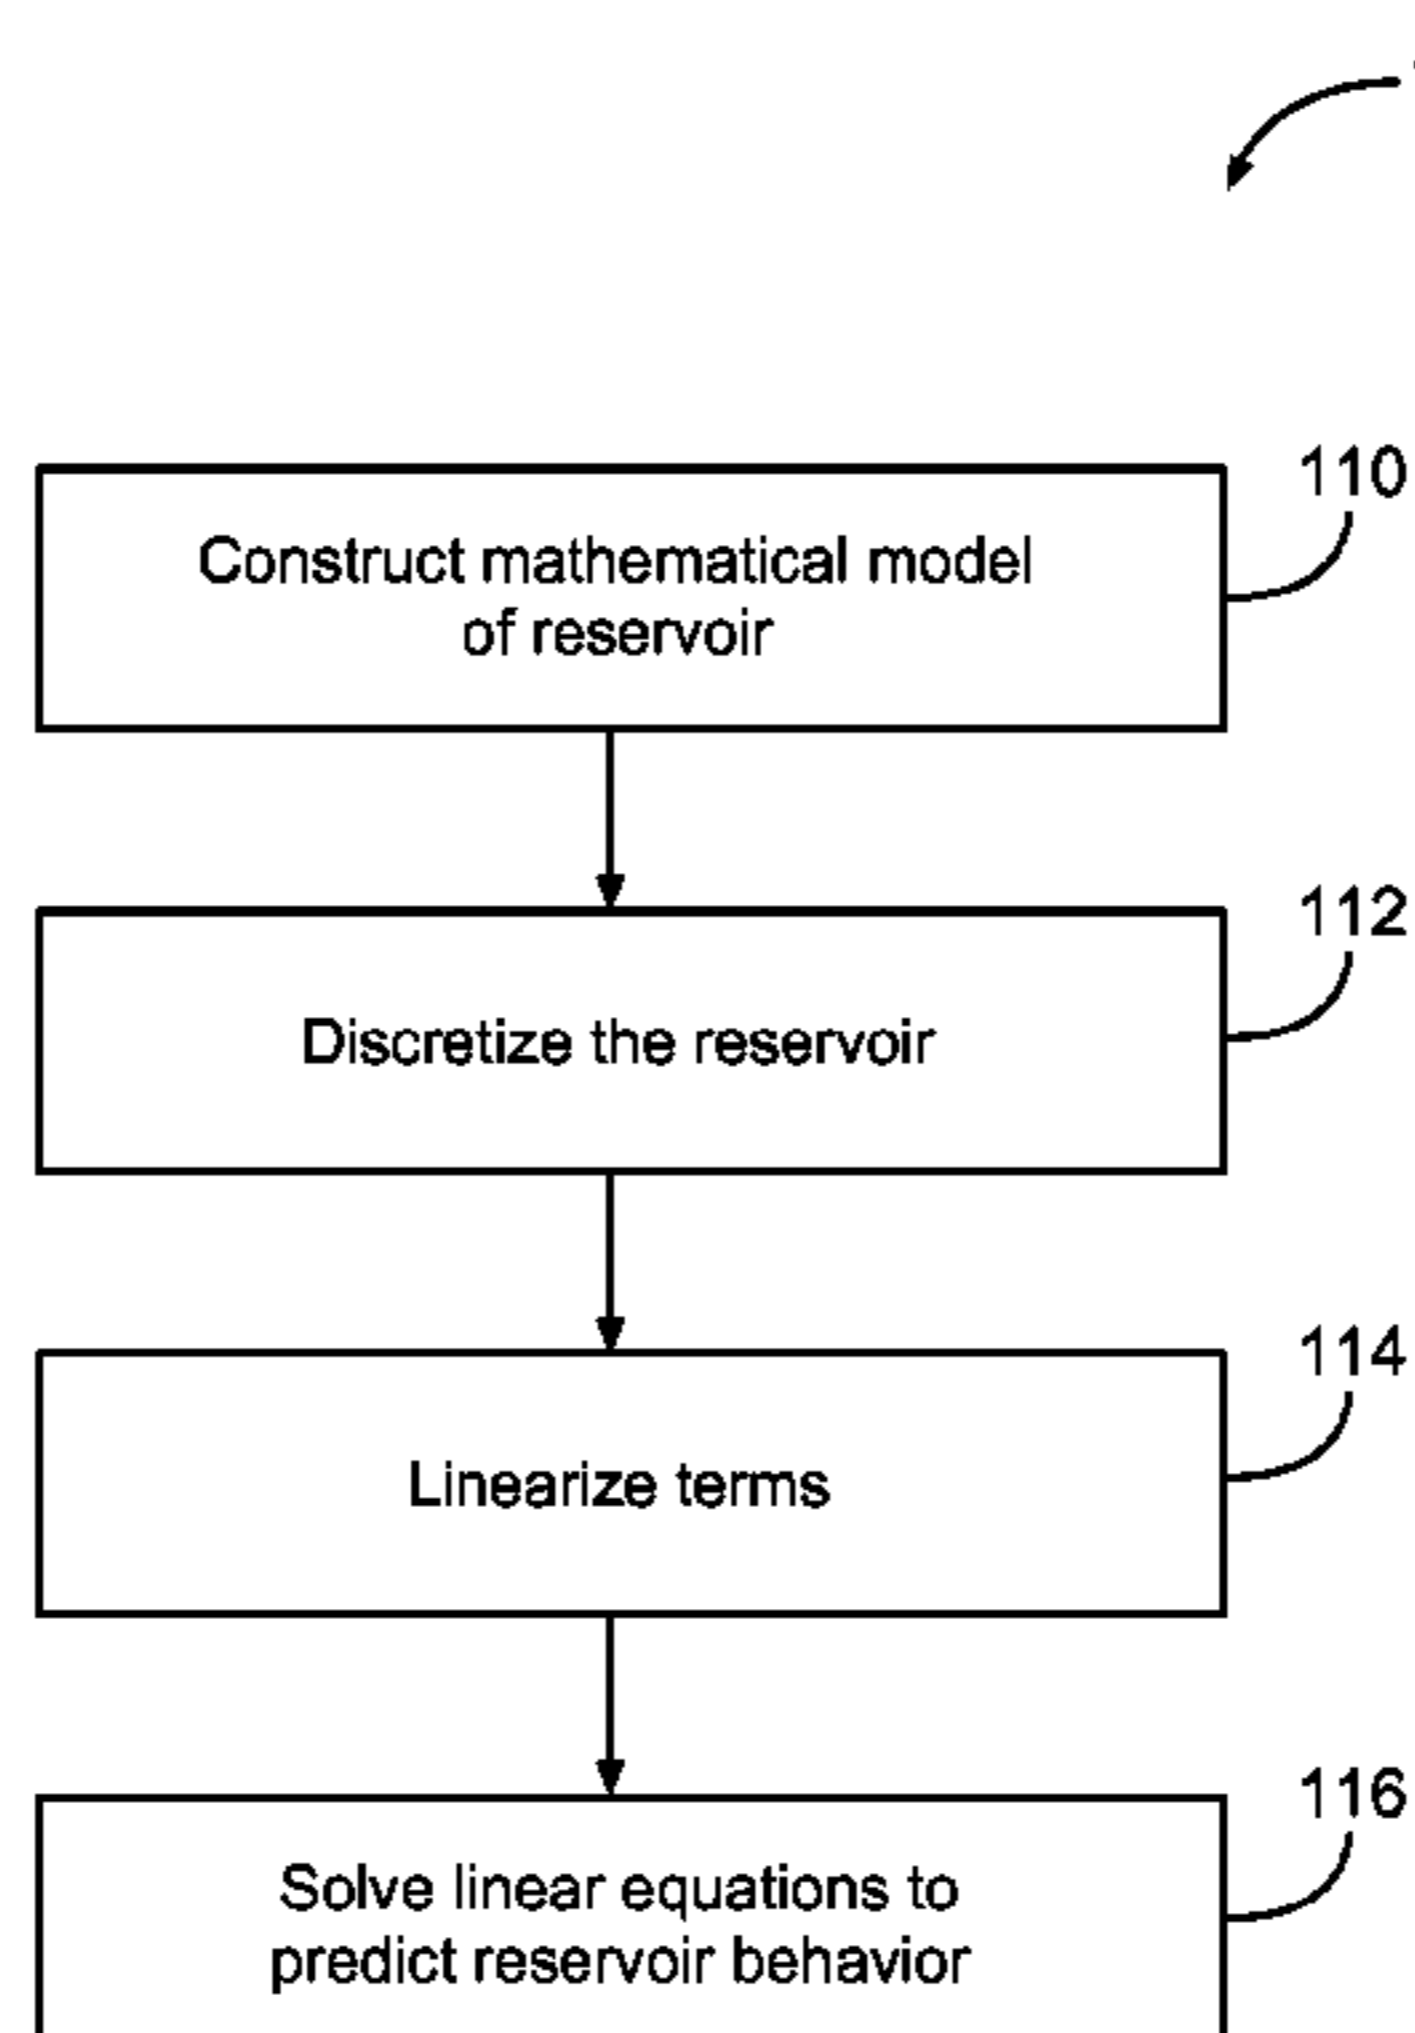 110
Construct mathematical model
of reservoir
112
Discretize the reservoir
114
Linearize terms
116
Solve linear equations to
predict reservoir behavior